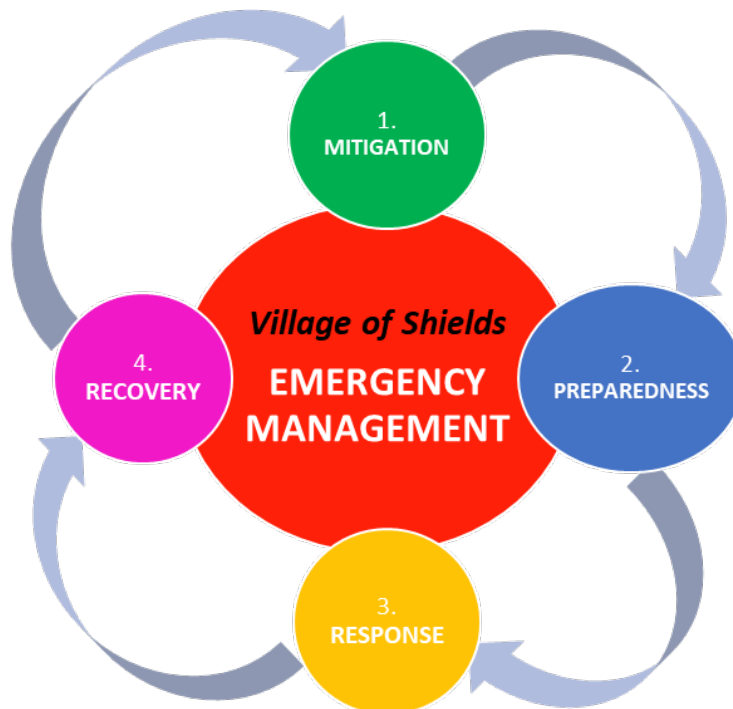 1.
MITIGATION
Village of Shields
EMERGENCY
MANAGEMENT
2.
PREPAREDNESS
3.
RESPONSE
4.
RECOVERY